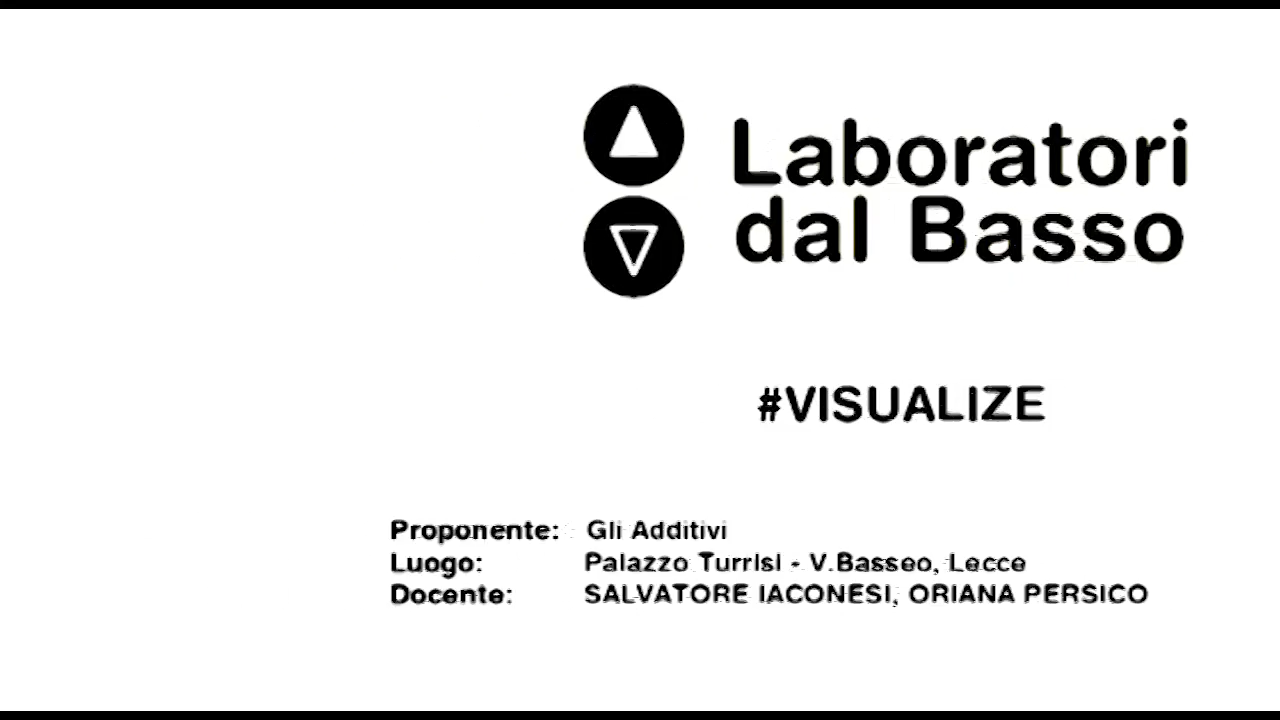 Laboratori
dal Basso
#VISUALIZE
Proponente: Gli Additivi
Luogo: Palazzo Turrisi - V.Basseo, Lecce
Docente: SALVATORE IACONESI, ORIANA PERSICO